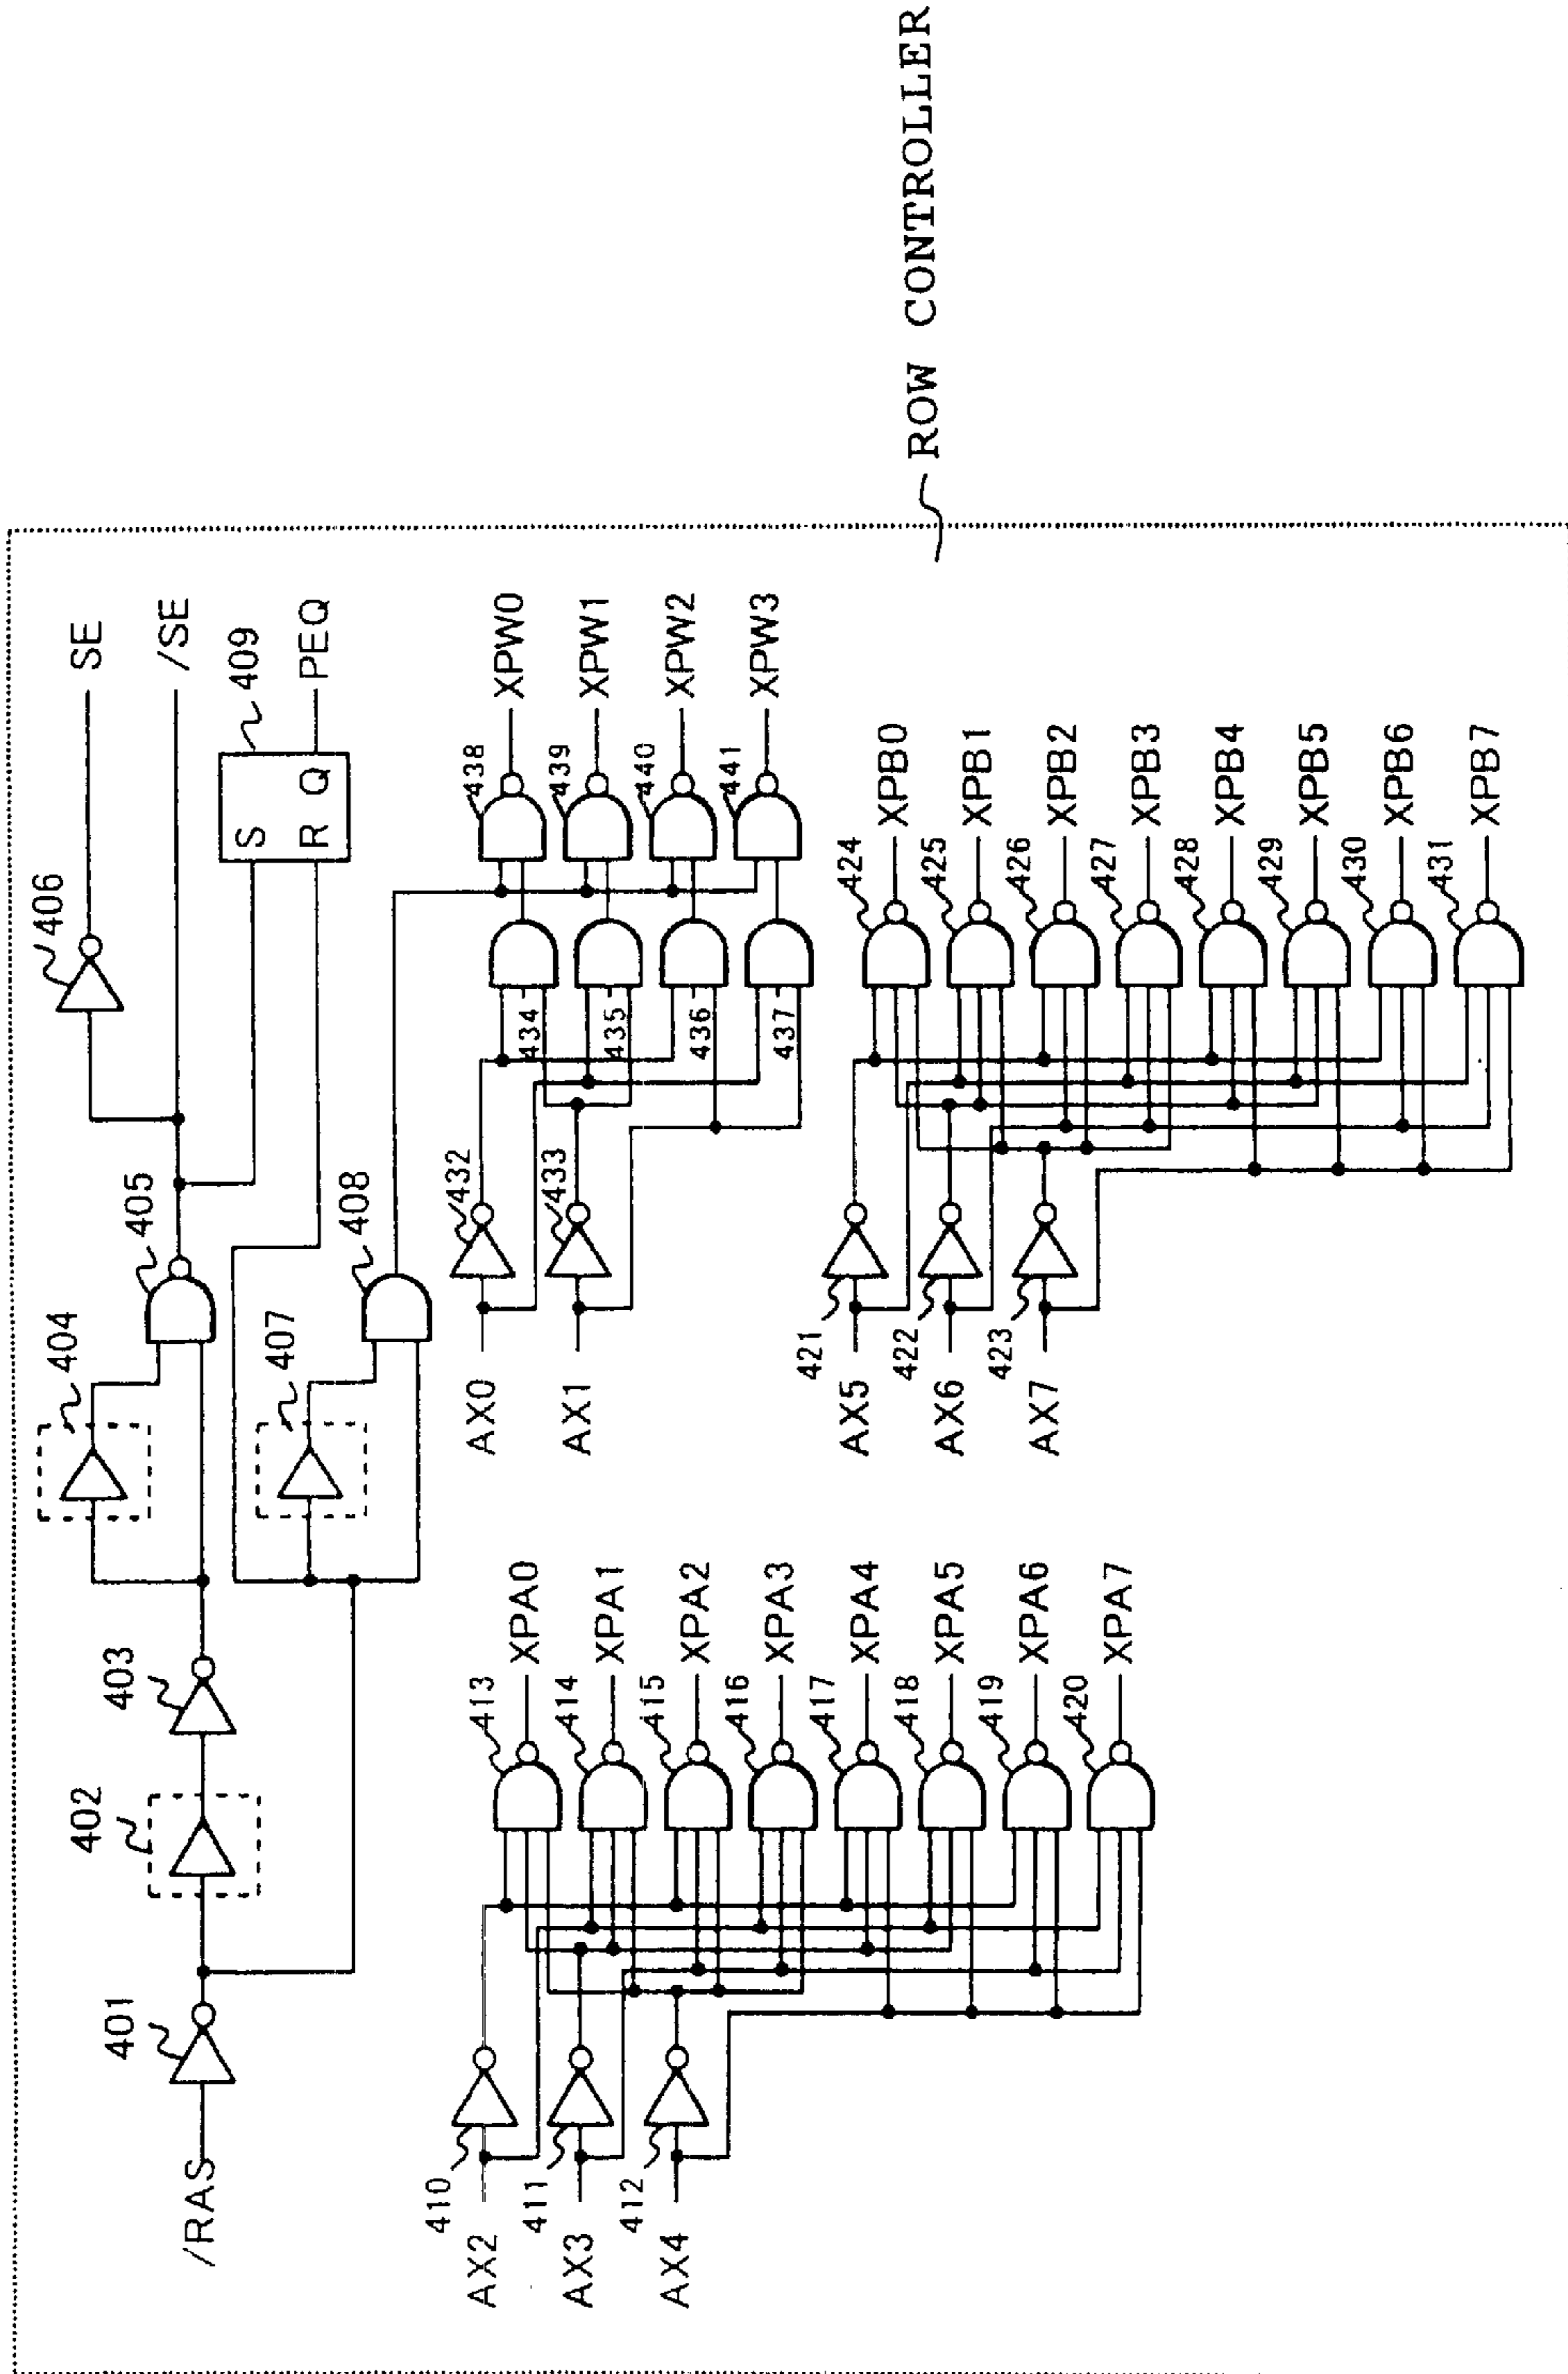 /RAS
401
402
403
404
405
406
SE
/SE
407
408
S
R Q
409
PEQ
AX2
410
AX3
411
AX4
412
413
XPA0
414
XPA1
415
XPA2
416
XPA3
417
XPA4
418
XPA5
419
XPA6
420
XPA7
AX0
432
AX1
433
434
435
436
437
438
XPW0
439
XPW1
440
XPW2
441
XPW3
AX5
421
AX6
422
AX7
423
424
XPB0
425
XPB1
426
XPB2
427
XPB3
428
XPB4
429
XPB5
430
XPB6
431
XPB7
ROW CONTROLLER